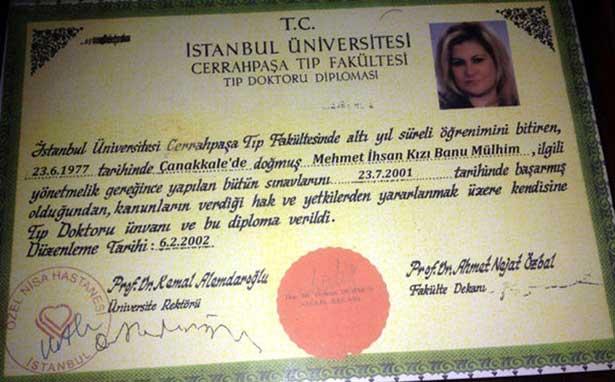 T.C.
İSTANBUL ÜNİVERSİTESİ
CERRAHPAŞA TIP FAKÜLTESİ
TIP DOKTORU DİPLOMASI
İstanbul Üniversitesi Cerrahpaşa Tıp Fakültesinde altı yıl süreli öğrenimini bitiren,
23.6.1977 tarihinde Çanakkale'de doğmuş Mehmet İhsan Kızı Banu Mülhim, ilgili
yönetmelik gereğince yapılan bütün sınavlarını 23.7.2001 tarihinde başarmış
olduğundan, kanunların verdiği hak ve yetkilerden yararlanmak üzere kendisine
Tıp Doktoru ünvanı ve bu diploma verildi.
Düzenleme Tarihi: 6.2.2002
Prof.Dr.Kemal Alemdaroğlu
Üniversite Rektörü
Prof.Dr.Ahmet Nejat Özbal
Fakülte Dekanı
ÖZEL NİSA HASTANESİ
İSTANBUL